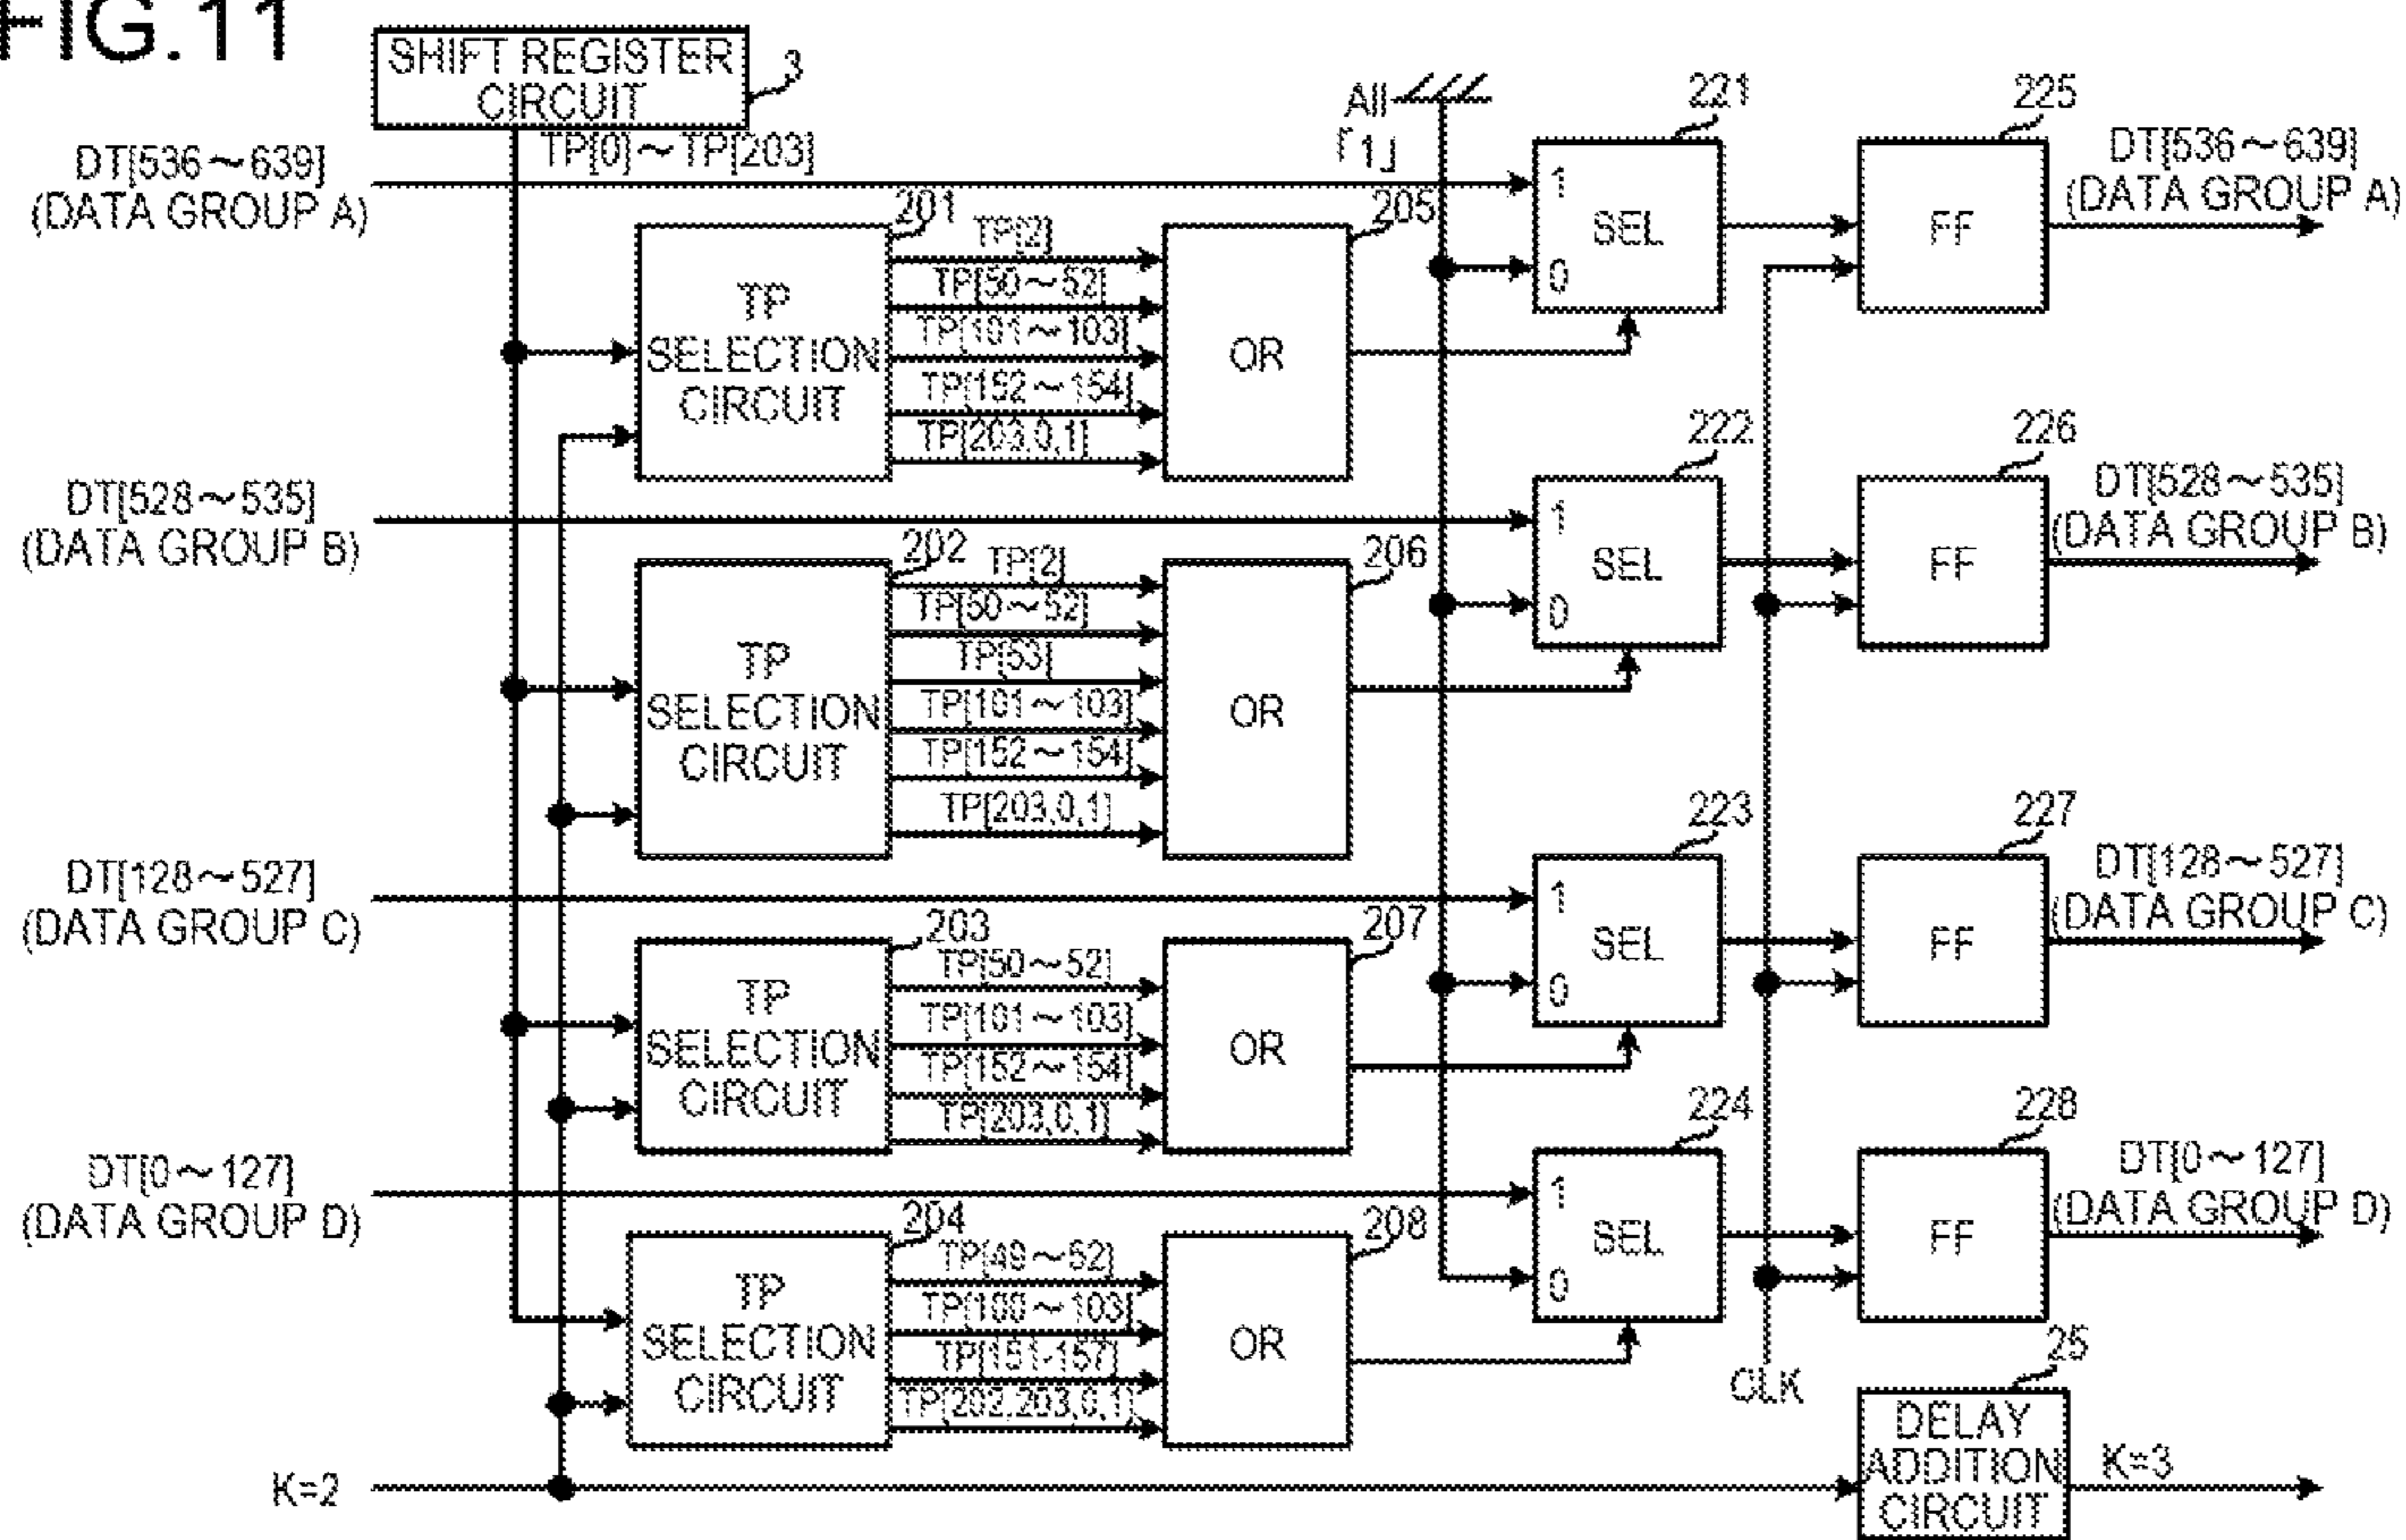 FIG.11
SHIFT REGISTER
CIRCUIT
3
TP[0]~TP[203]
All
「1」
DT[536~639]
(DATA GROUP A)
201
TP
SELECTION
CIRCUIT
TP[2]
TP[50~52]
TP[101~103]
TP[152~154]
TP[203,0,1]
205
OR
221
1
SEL
0
225
FF
DT[536~639]
(DATA GROUP A)
DT[528~535]
(DATA GROUP B)
202
TP
SELECTION
CIRCUIT
TP[2]
TP[50~52]
TP[53]
TP[101~103]
TP[152~154]
TP[203,0,1]
206
OR
222
1
SEL
0
226
FF
DT[528~535]
(DATA GROUP B)
DT[128~527]
(DATA GROUP C)
203
TP
SELECTION
CIRCUIT
TP[50~52]
TP[101~103]
TP[152~154]
TP[203,0,1]
207
OR
223
1
SEL
0
227
FF
DT[128~527]
(DATA GROUP C)
DT[0~127]
(DATA GROUP D)
204
TP
SELECTION
CIRCUIT
TP[49~52]
TP[100~103]
TP[151-157]
TP[202,203,0,1]
208
OR
224
1
SEL
0
228
FF
DT[0~127]
(DATA GROUP D)
CLK
25
DELAY
ADDITION
CIRCUIT
K=2
K=3